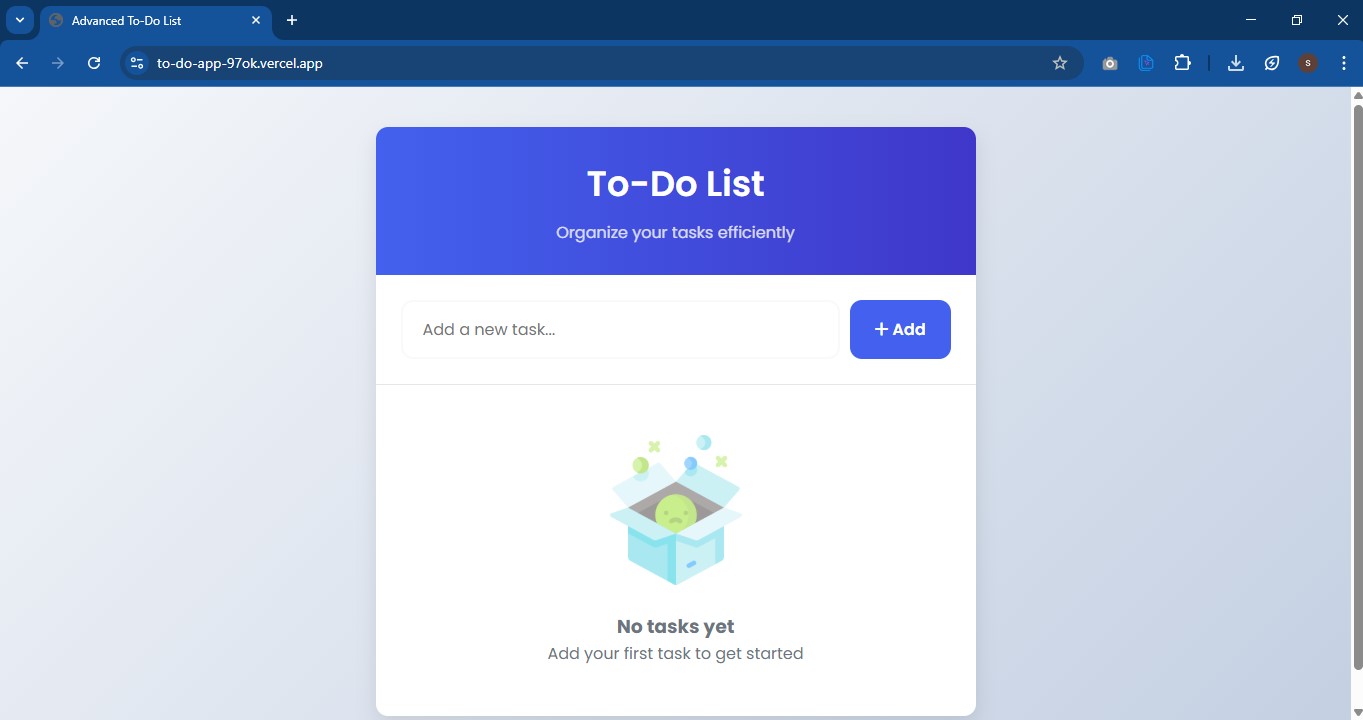 Advanced To-Do List
to-do-app-97ok.vercel.app
s
To-Do List
Organize your tasks efficiently
Add a new task...
+ Add
No tasks yet
Add your first task to get started